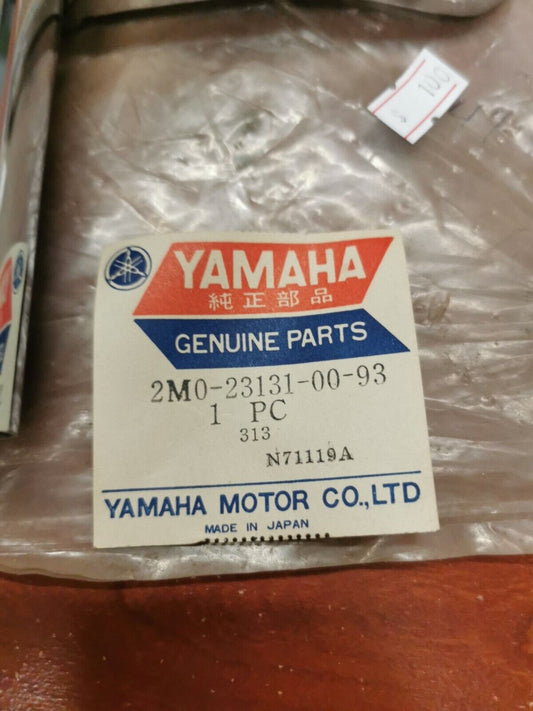 100
YAMAHA
純正部品
GENUINE PARTS
2M0-23131-00-93
1 PC
313
N71119A
YAMAHA MOTOR CO.,LTD
MADE IN JAPAN